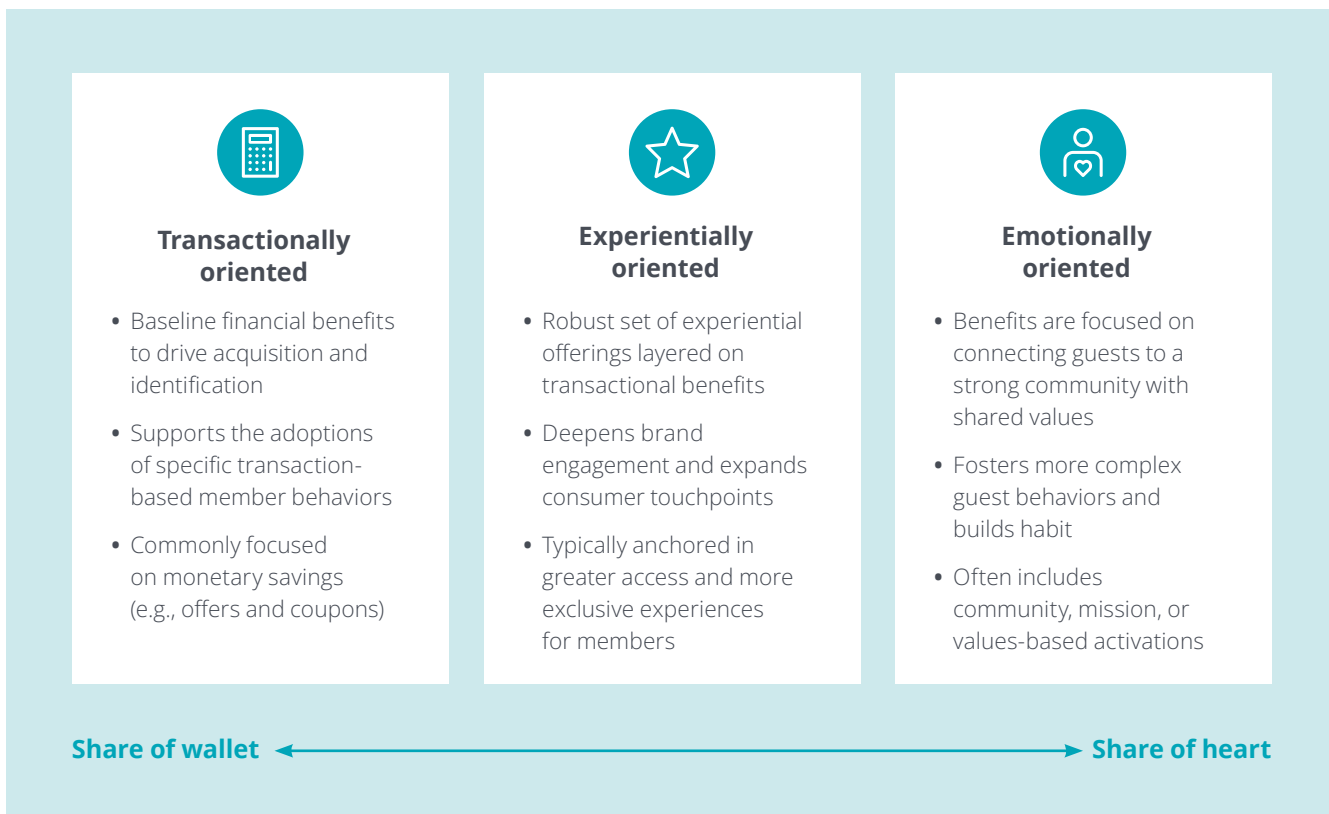 Transactionally
oriented
• Baseline financial benefits
to drive acquisition and
identification
• Supports the adoptions
of specific transaction-
based member behaviors
• Commonly focused
on monetary savings
(e.g., offers and coupons)
Experientially
oriented
• Robust set of experiential
offerings layered on
transactional benefits
• Deepens brand
engagement and expands
consumer touchpoints
• Typically anchored in
greater access and more
exclusive experiences
for members
Emotionally
oriented
• Benefits are focused on
connecting guests to a
strong community with
shared values
• Fosters more complex
guest behaviors and
builds habit
• Often includes
community, mission, or
values-based activations
Share of wallet
Share of heart